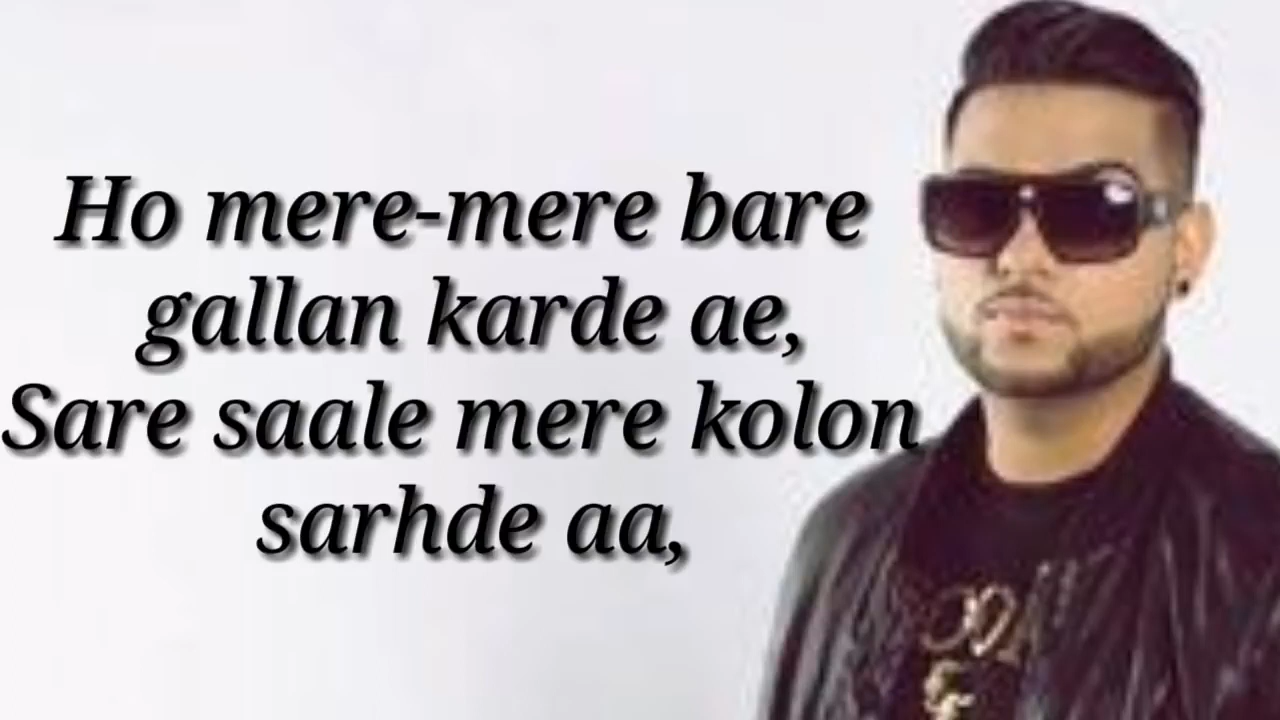 Ho mere-mere bare
gallan karde ae,
Sare saale mere kolon
sarhde aa,